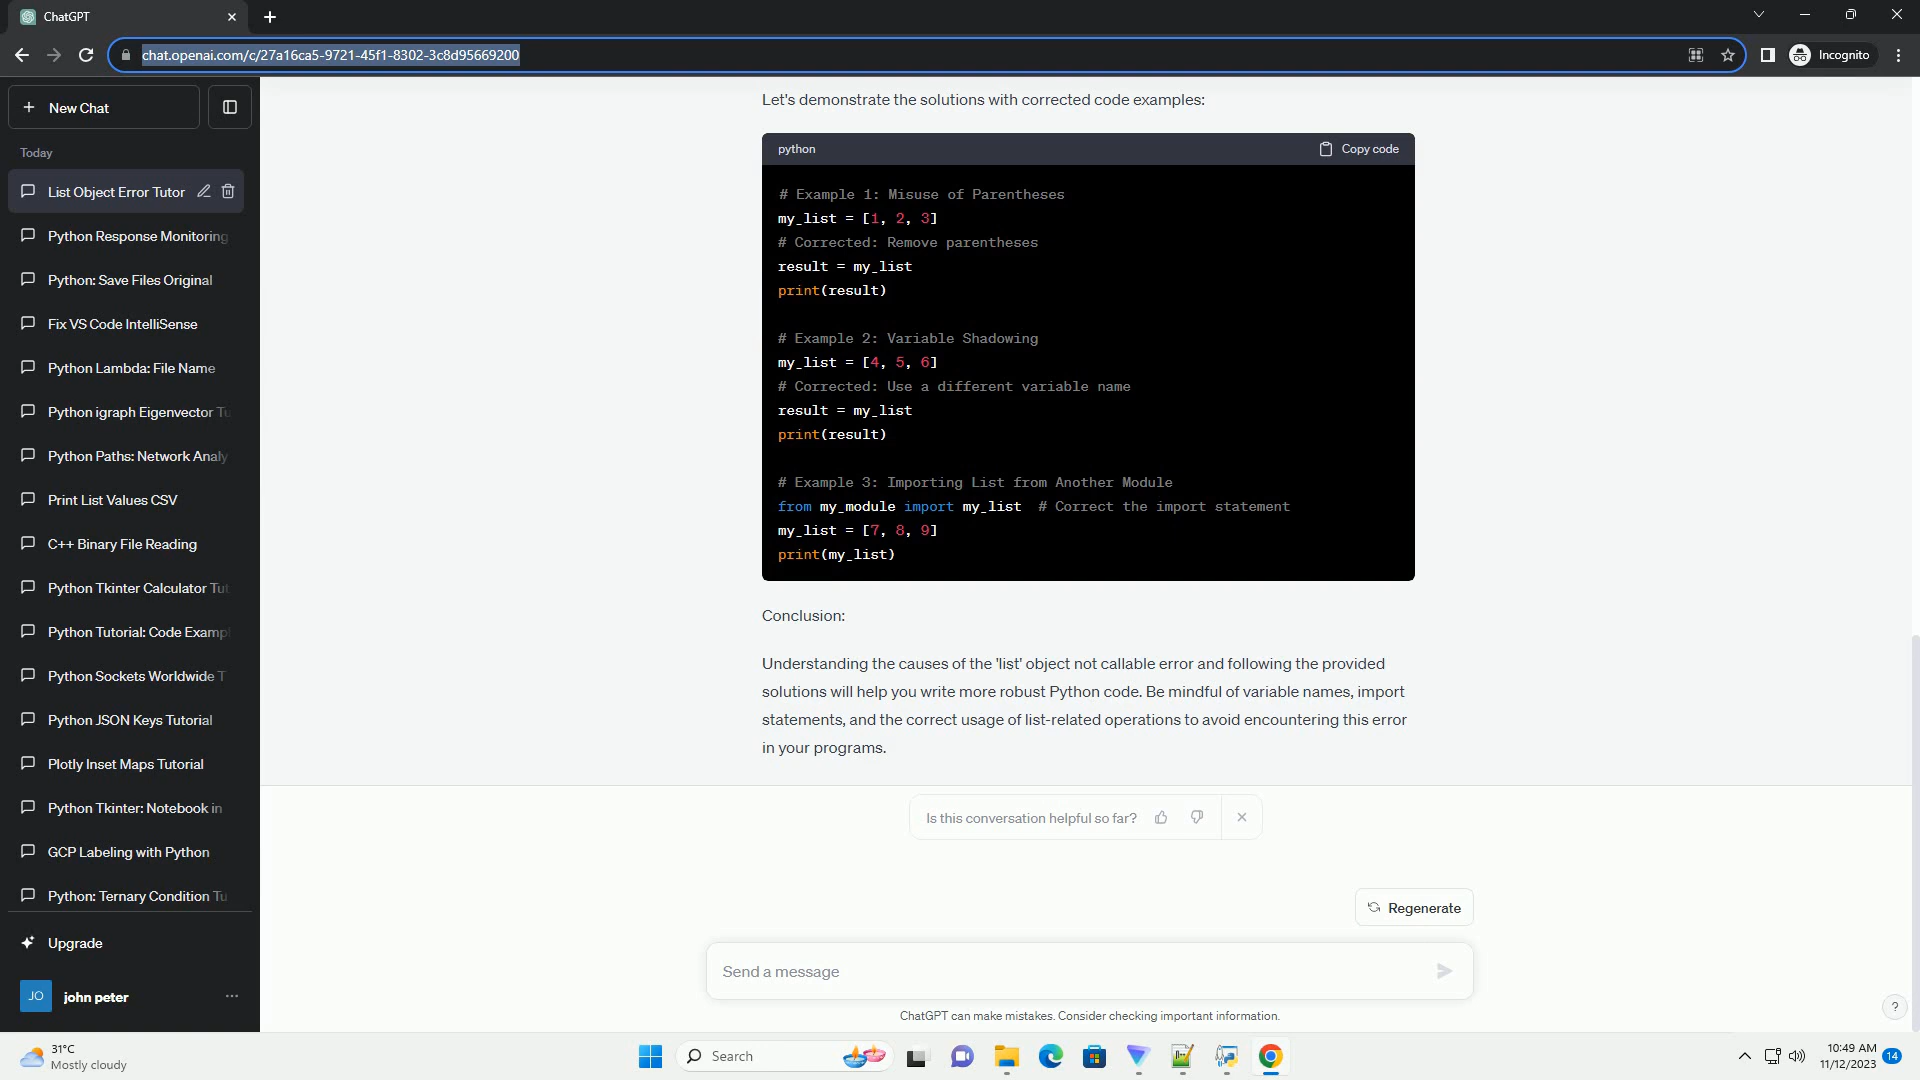 ChatGPT
chat.openai.com/c/27a16ca5-9721-45f1-8302-3c8d95669200
Incognito
New Chat
Today
List Object Error Tutor
Python Response Monitoring
Python: Save Files Original
Fix VS Code IntelliSense
Python Lambda: File Name
Python igraph Eigenvector Tu
Python Paths: Network Analy
Print List Values CSV
C++ Binary File Reading
Python Tkinter Calculator Tut
Python Tutorial: Code Exampl
Python Sockets Worldwide T
Python JSON Keys Tutorial
Plotly Inset Maps Tutorial
Python Tkinter: Notebook in
GCP Labeling with Python
Python: Ternary Condition Tu
Upgrade
JO john peter
Let's demonstrate the solutions with corrected code examples:
python Copy code
# Example 1: Misuse of Parentheses
my_list = [1, 2, 3]
# Corrected: Remove parentheses
result = my_list
print(result)
# Example 2: Variable Shadowing
my_list = [4, 5, 6]
# Corrected: Use a different variable name
result = my_list
print(result)
# Example 3: Importing List from Another Module
from my_module import my_list # Correct the import statement
my_list = [7, 8, 9]
print(my_list)
Conclusion:
Understanding the causes of the 'list' object not callable error and following the provided
solutions will help you write more robust Python code. Be mindful of variable names, import
statements, and the correct usage of list-related operations to avoid encountering this error
in your programs.
Is this conversation helpful so far?
Regenerate
Send a message
ChatGPT can make mistakes. Consider checking important information.
?
31°C
Mostly cloudy
Search
10:49 AM
11/12/2023
14